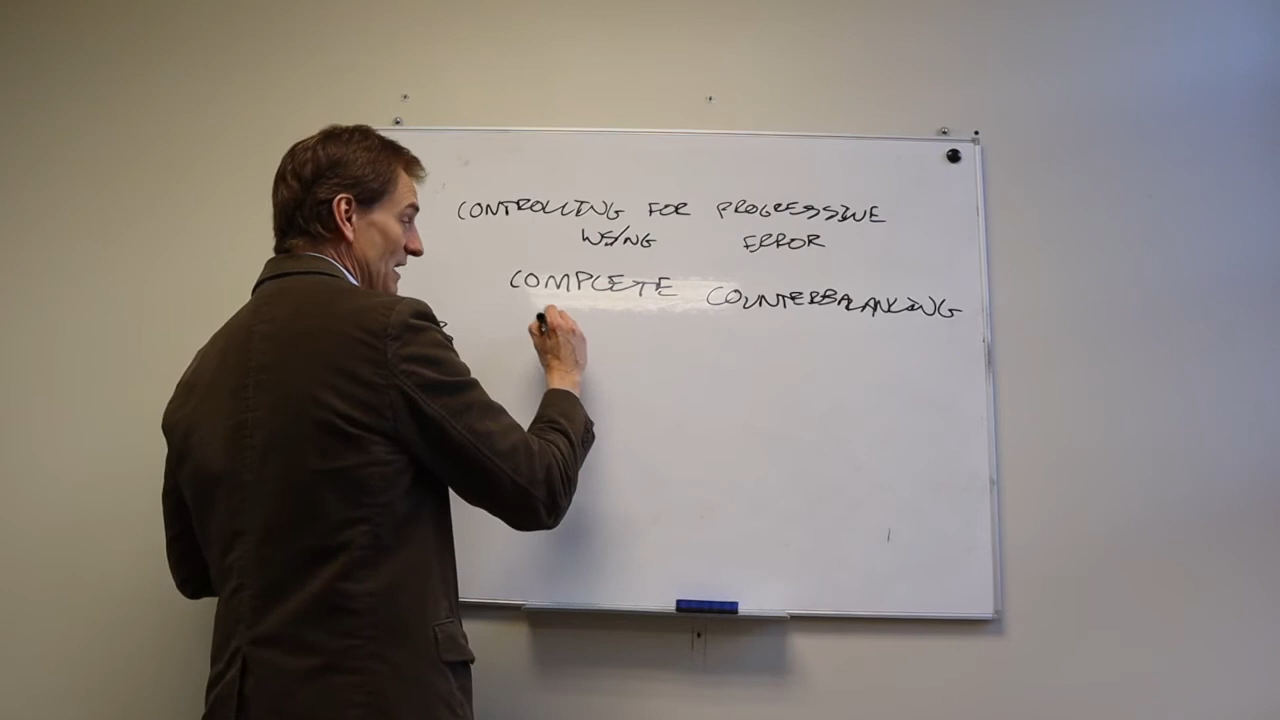 CONTROLLING FOR PROGRESSIVE
USING ERROR
COMPLETE COUNTERBALANCING